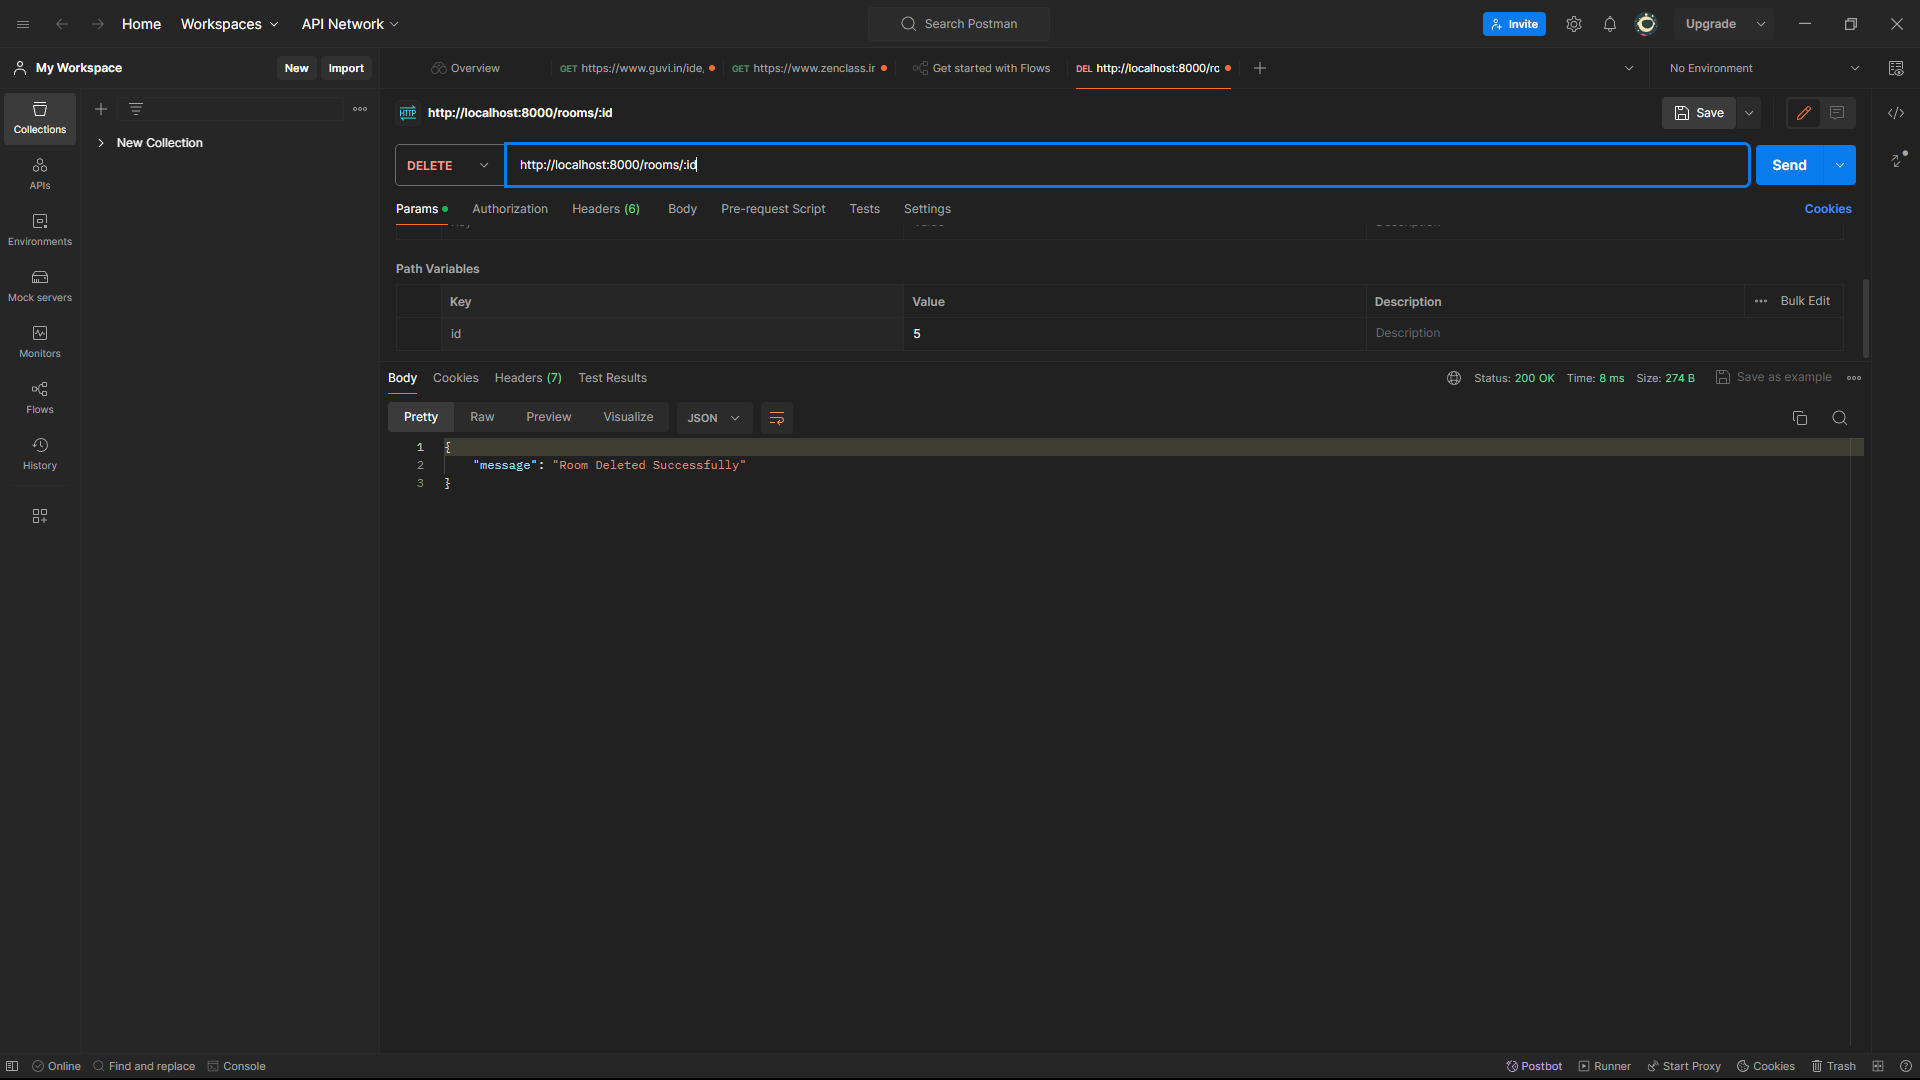 Home Workspaces API Network Search Postman Invite Upgrade
My Workspace New Import Overview GET https://www.guvi.in/ide, GET https://www.zenclass.ir Get started with Flows DEL http://localhost:8000/ro No Environment
Collections
APIs
Environments
Mock servers
Monitors
Flows
History
New Collection
HTTP http://localhost:8000/rooms/:id Save
DELETE http://localhost:8000/rooms/:id Send
Params Authorization Headers (6) Body Pre-request Script Tests Settings Cookies
Path Variables
Key Value Description Bulk Edit
id 5 Description
Body Cookies Headers (7) Test Results Status: 200 OK Time: 8 ms Size: 274 B Save as example
Pretty Raw Preview Visualize JSON
1 {
2 "message": "Room Deleted Successfully"
3 }
Online Find and replace Console Postbot Runner Start Proxy Cookies Trash